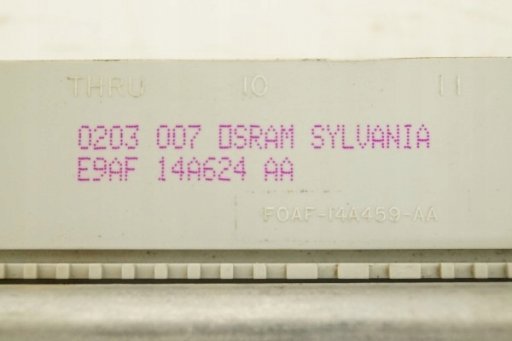 THRU 10 11
0203 007 OSRAM SYLVANIA
E9AF 14A624 AA
F0AF-14A459-AA